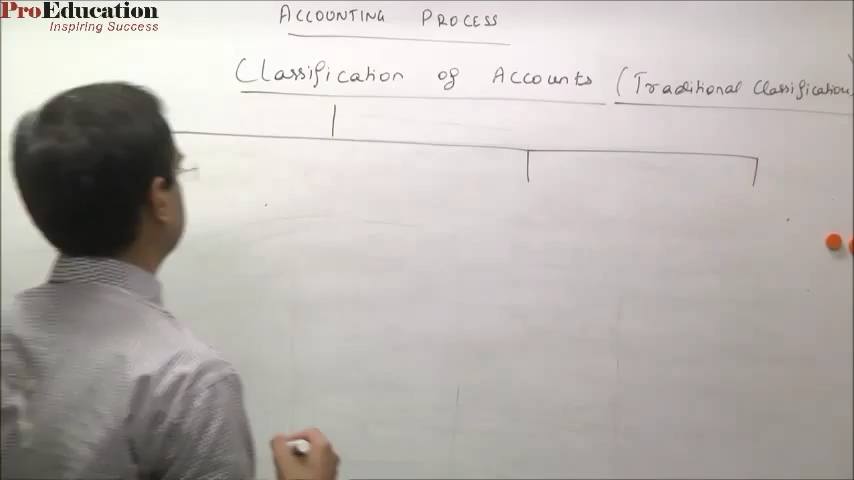 ProEducation
Inspiring Success
ACCOUNTING PROCESS
Classification of Accounts (Traditional Classification)